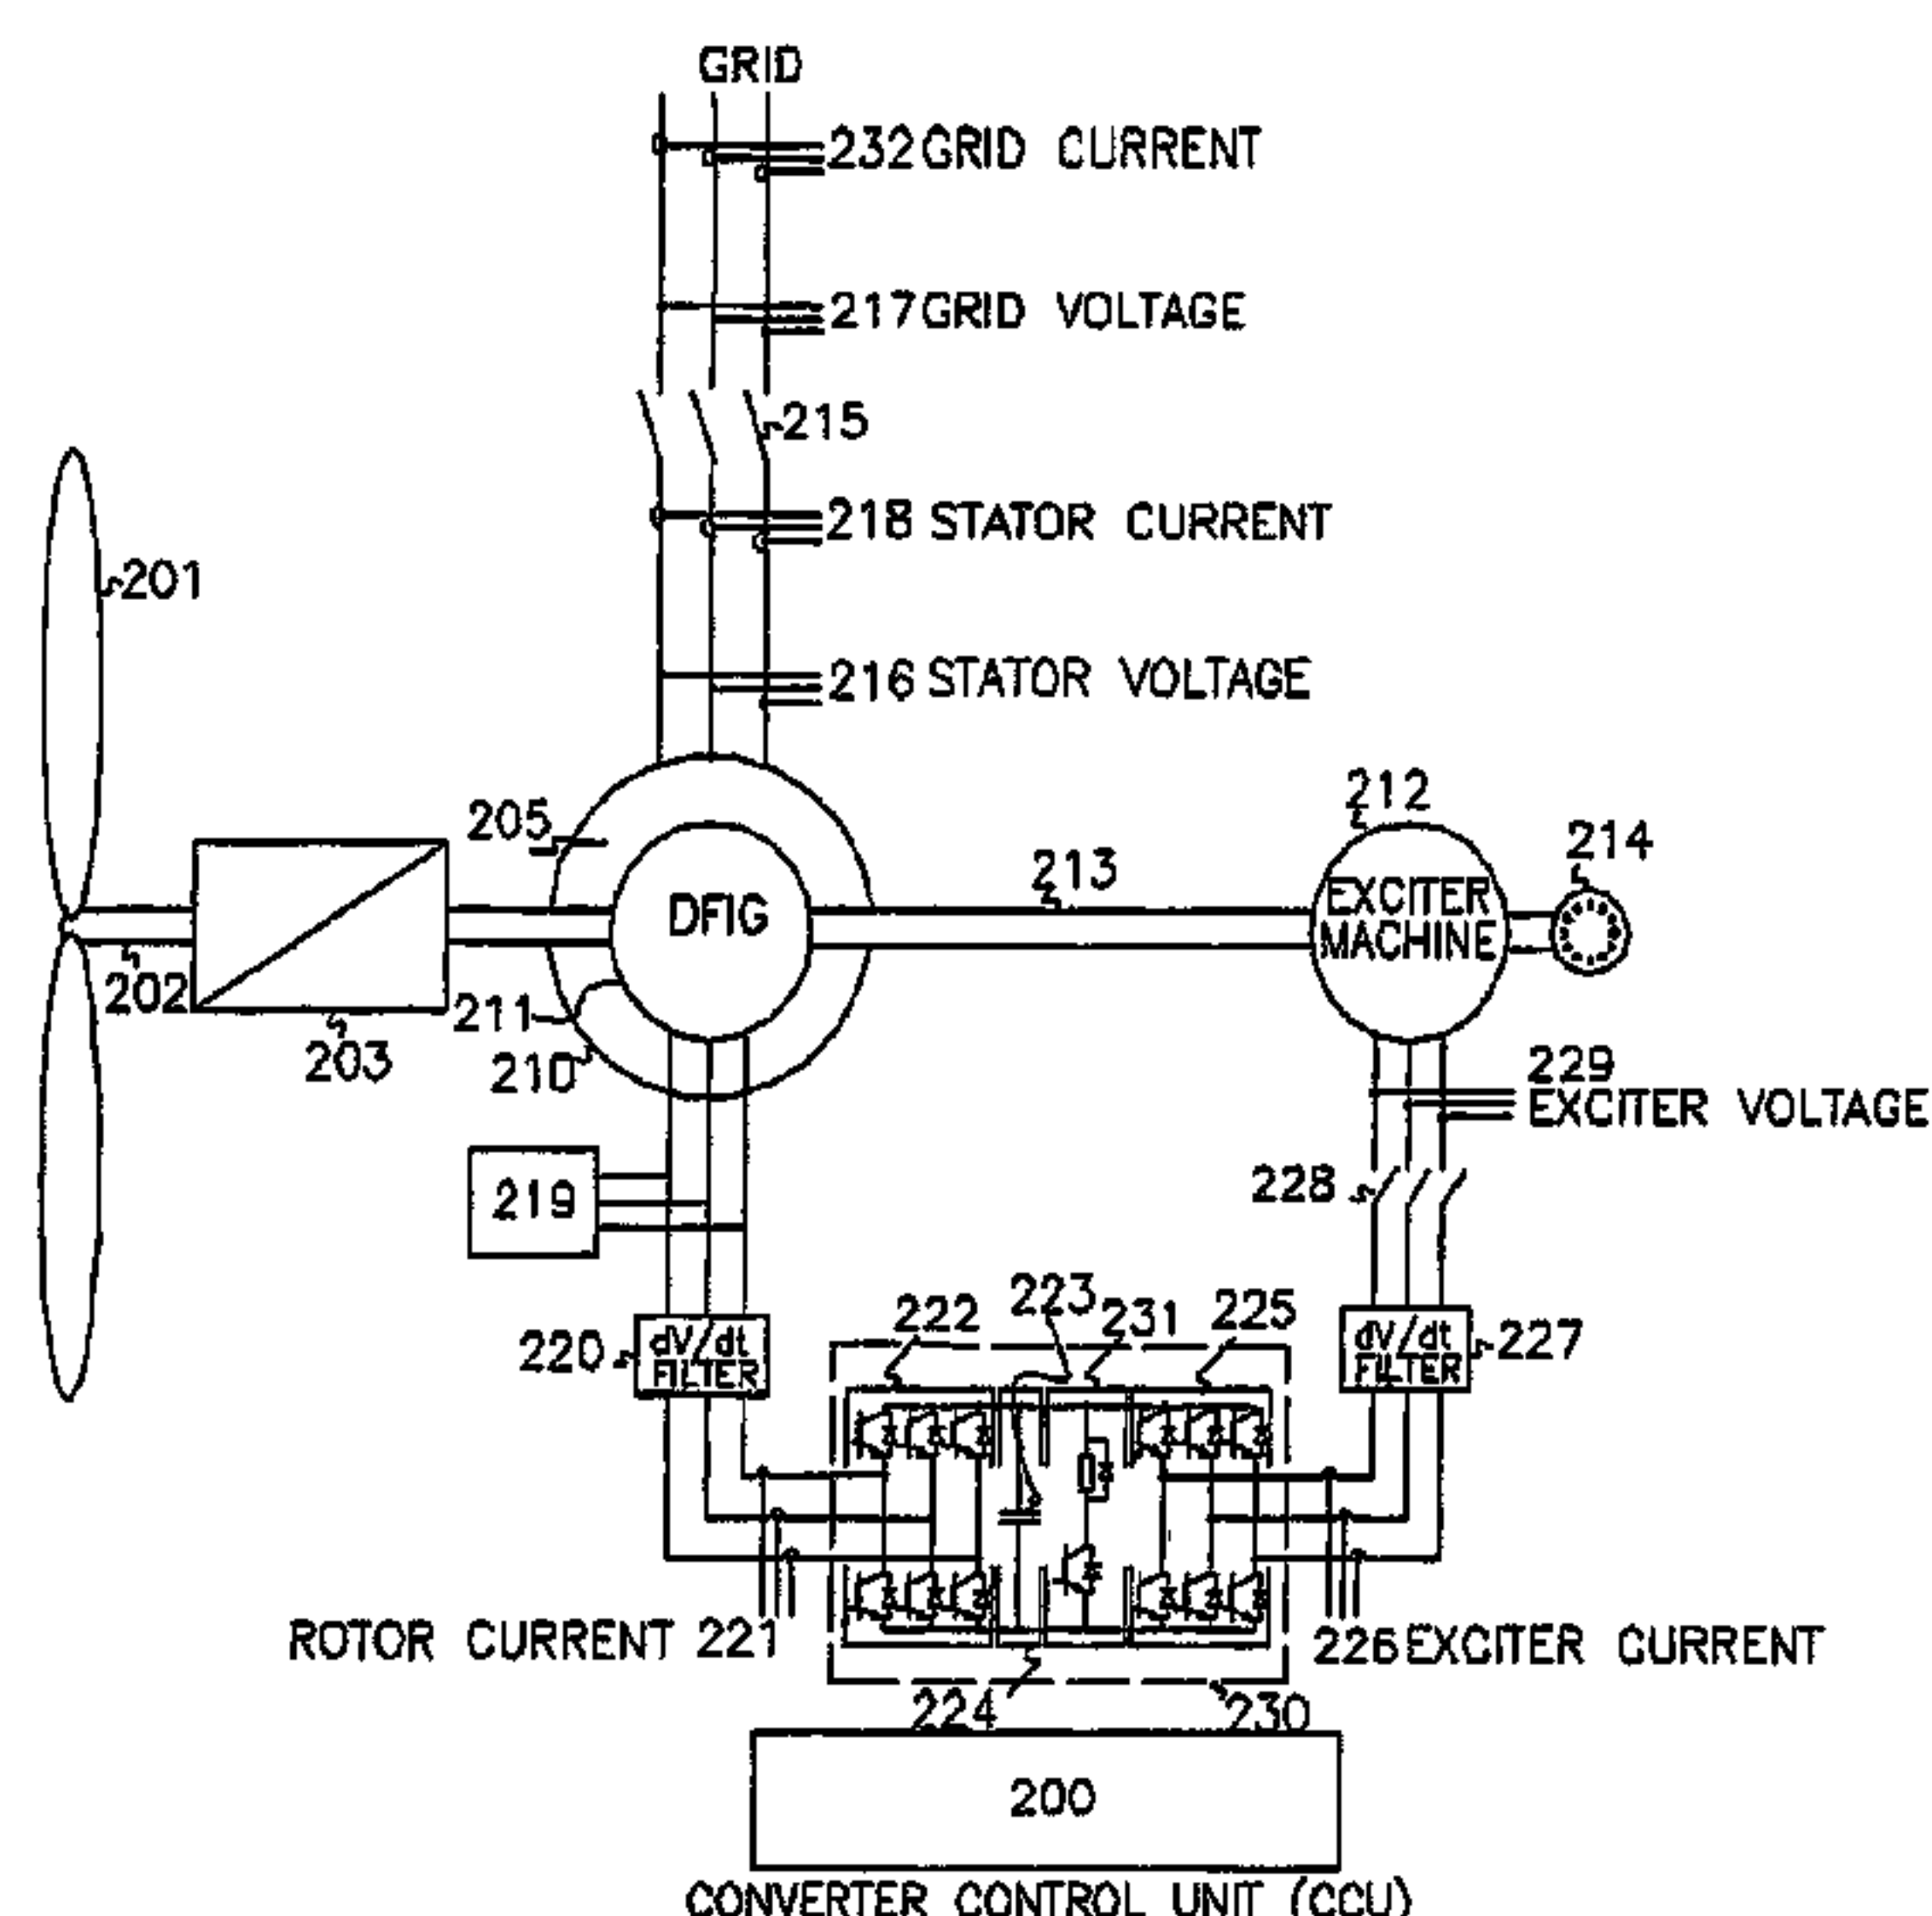 GRID
232 GRID CURRENT
217 GRID VOLTAGE
215
218 STATOR CURRENT
201
216 STATOR VOLTAGE
212
205
214
213
DFIG
EXCITER
MACHINE
202
211
203
210
229
EXCITER VOLTAGE
228
219
223
222
231
225
220
dV/dt
FILTER
dV/dt
FILTER
227
ROTOR CURRENT 221
226 EXCITER CURRENT
224
230
200
CONVERTER CONTROL UNIT (CCU)